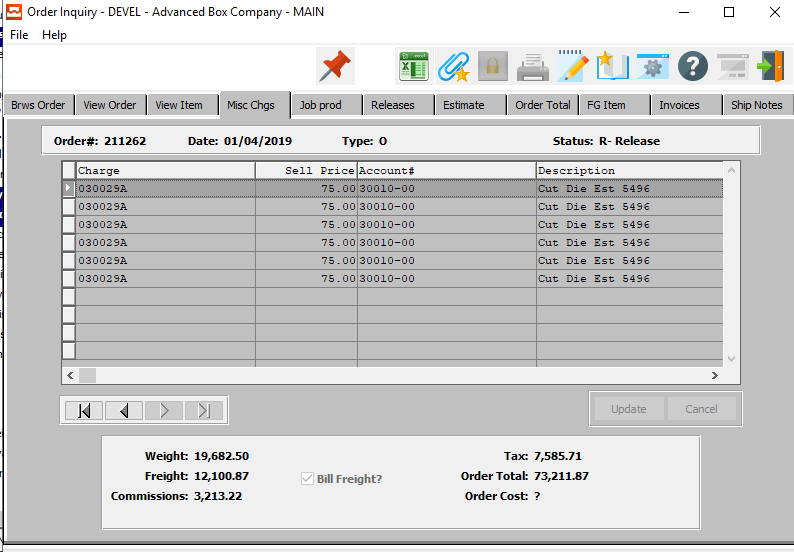 Order Inquiry - DEVEL - Advanced Box Company - MAIN
File Help
Brws Order View Order View Item Misc Chgs Job prod Releases Estimate Order Total FG Item Invoices Ship Notes
Order#: 211262 Date: 01/04/2019 Type: O Status: R- Release
Charge Sell Price Account# Description
030029A 75.00 30010-00 Cut Die Est 5496
030029A 75.00 30010-00 Cut Die Est 5496
030029A 75.00 30010-00 Cut Die Est 5496
030029A 75.00 30010-00 Cut Die Est 5496
030029A 75.00 30010-00 Cut Die Est 5496
030029A 75.00 30010-00 Cut Die Est 5496
Update Cancel
Weight: 19,682.50 Tax: 7,585.71
Freight: 12,100.87 Bill Freight? Order Total: 73,211.87
Commissions: 3,213.22 Order Cost: ?